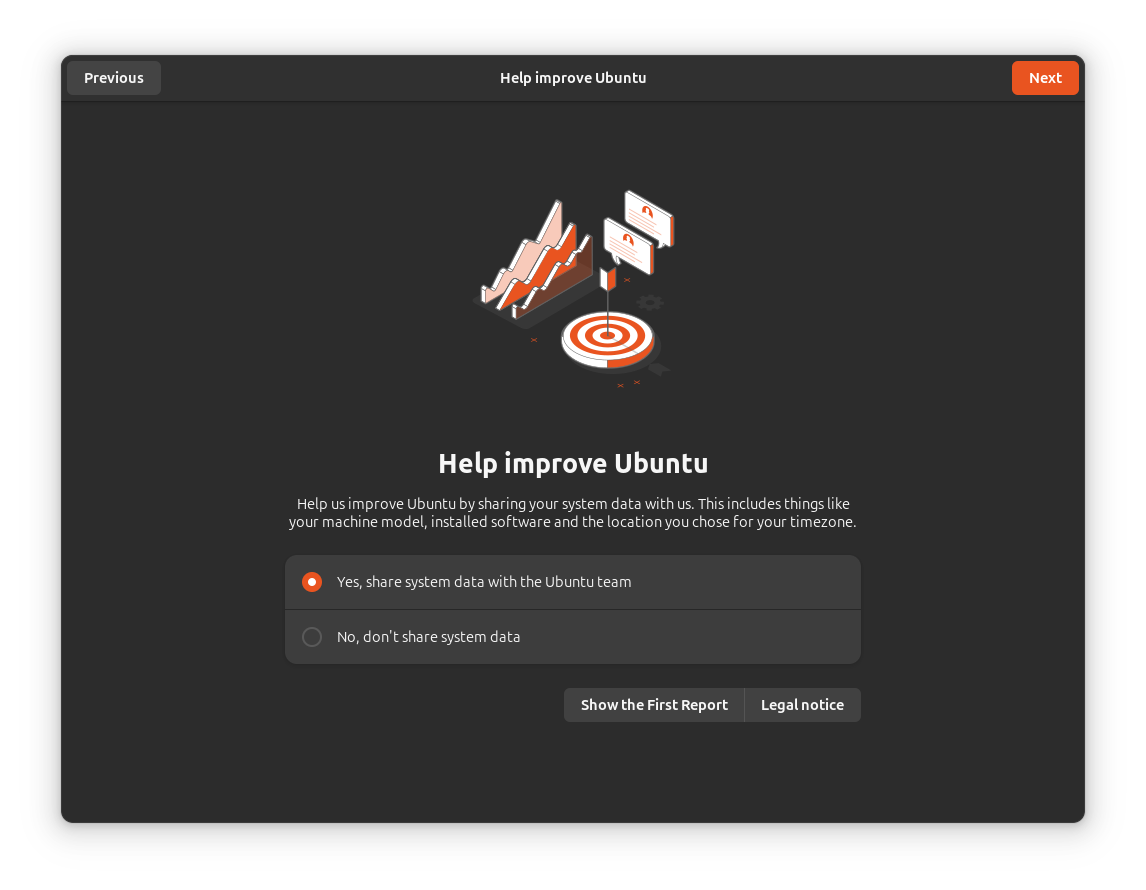 Previous
Help improve Ubuntu
Next
Help improve Ubuntu
Help us improve Ubuntu by sharing your system data with us. This includes things like
your machine model, installed software and the location you chose for your timezone.
Yes, share system data with the Ubuntu team
No, don't share system data
Show the First Report
Legal notice